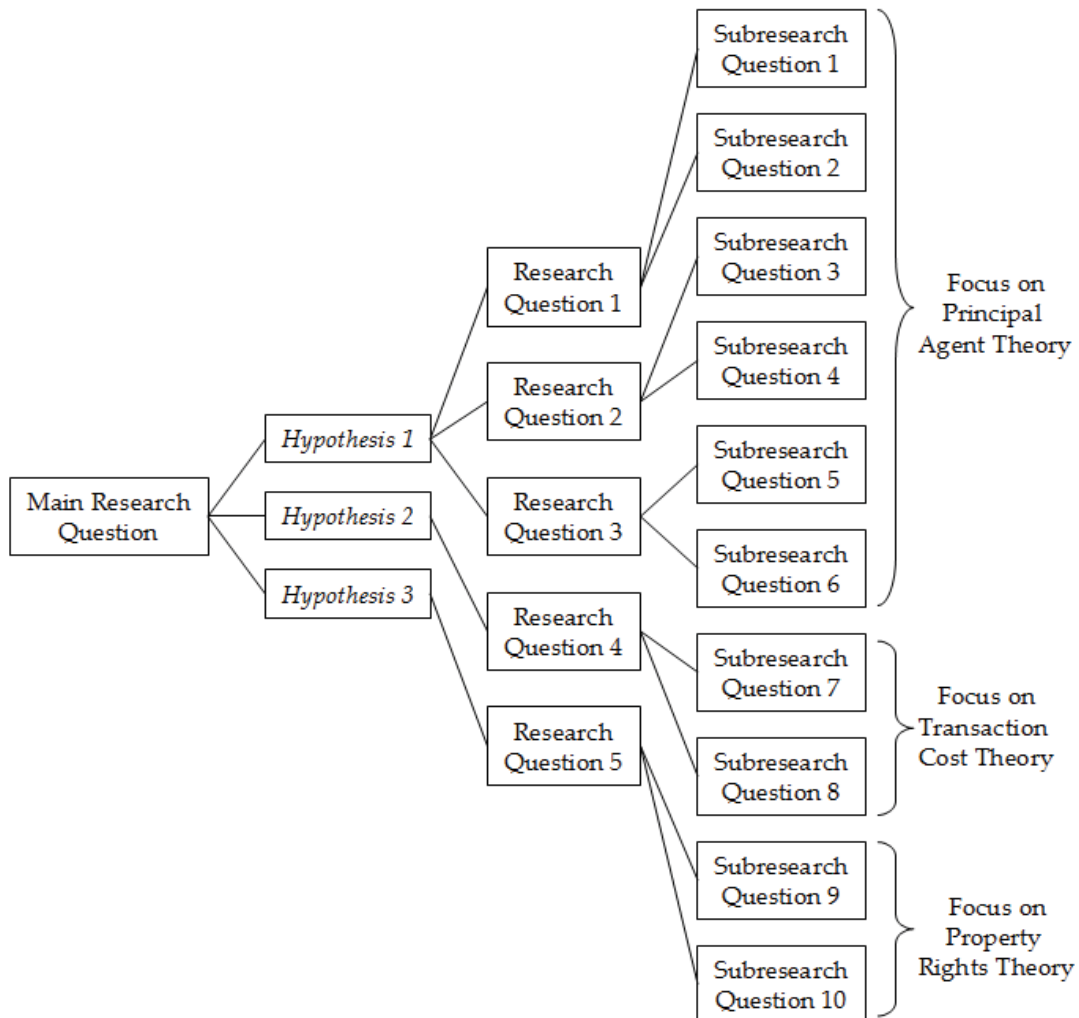 Main Research
Question
Hypothesis 1
Hypothesis 2
Hypothesis 3
Research
Question 1
Research
Question 2
Research
Question 3
Research
Question 4
Research
Question 5
Subresearch
Question 1
Subresearch
Question 2
Subresearch
Question 3
Subresearch
Question 4
Subresearch
Question 5
Subresearch
Question 6
Subresearch
Question 7
Subresearch
Question 8
Subresearch
Question 9
Subresearch
Question 10
Focus on
Principal
Agent Theory
Focus on
Transaction
Cost Theory
Focus on
Property
Rights Theory